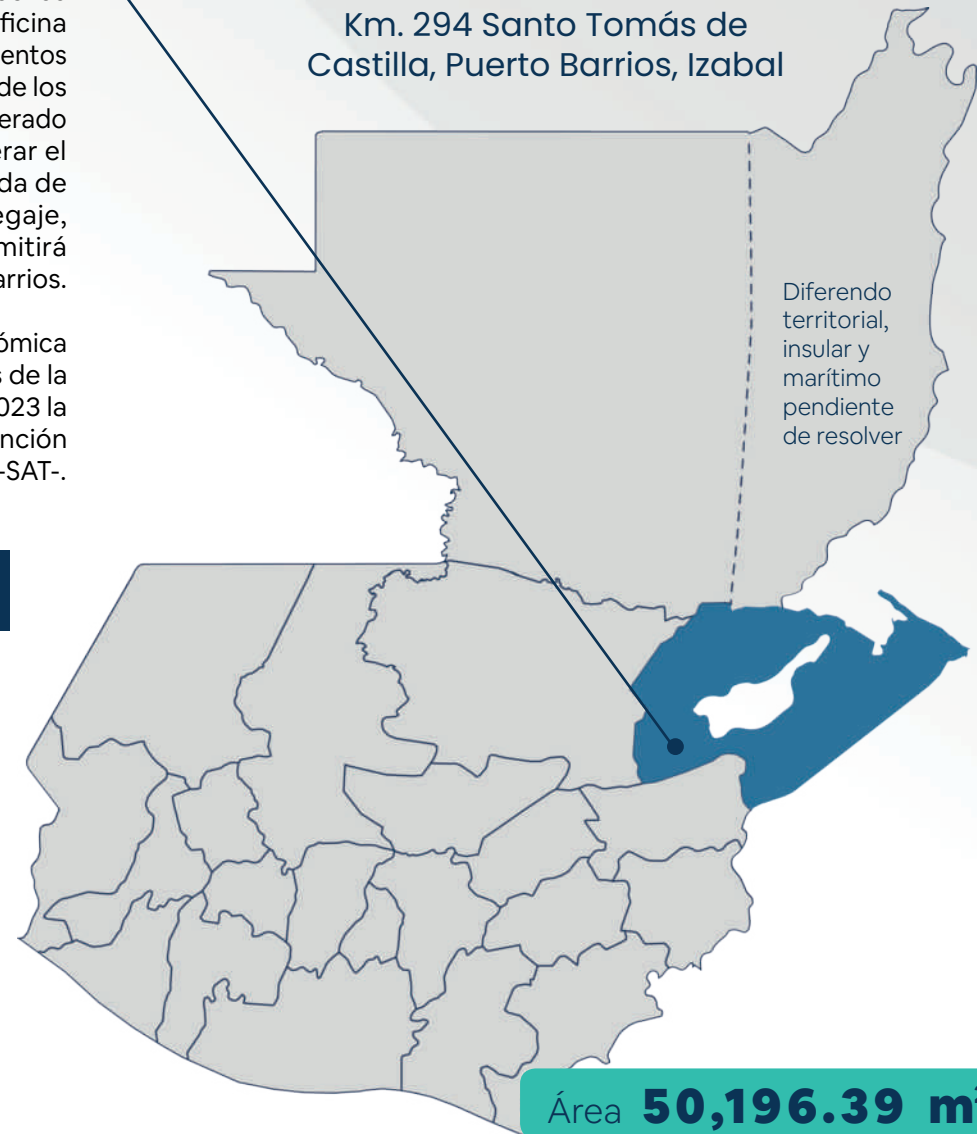 ficina
entos
de los
erado
rar el
da de
egaje,
mitirá
arrios.
ómica
s de la
023 la
nción
-SAT-.
Km. 294 Santo Tomás de
Castilla, Puerto Barrios, Izabal
Diferendo
territorial,
insular y
marítimo
pendiente
de resolver
Área 50,196.39 m²